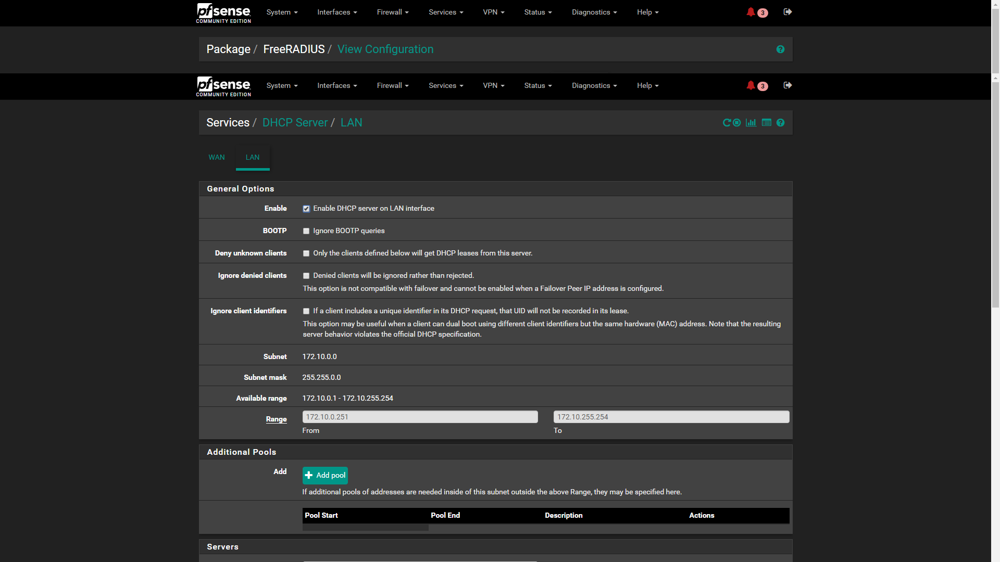 pfsense COMMUNITY EDITION System Interfaces Firewall Services VPN Status Diagnostics Help 3
Package / FreeRADIUS / View Configuration
pfsense COMMUNITY EDITION System Interfaces Firewall Services VPN Status Diagnostics Help 3
Services / DHCP Server / LAN
WAN LAN
General Options
Enable Enable DHCP server on LAN interface
BOOTP Ignore BOOTP queries
Deny unknown clients Only the clients defined below will get DHCP leases from this server.
Ignore denied clients Denied clients will be ignored rather than rejected.
This option is not compatible with failover and cannot be enabled when a Failover Peer IP address is configured.
Ignore client identifiers If a client includes a unique identifier in its DHCP request, that UID will not be recorded in its lease.
This option may be useful when a client can dual boot using different client identifiers but the same hardware (MAC) address. Note that the resulting
server behavior violates the official DHCP specification.
Subnet 172.10.0.0
Subnet mask 255.255.0.0
Available range 172.10.0.1 - 172.10.255.254
Range 172.10.0.251 172.10.255.254
From To
Additional Pools
Add Add pool
If additional pools of addresses are needed inside of this subnet outside the above Range, they may be specified here.
Pool Start Pool End Description Actions
Servers